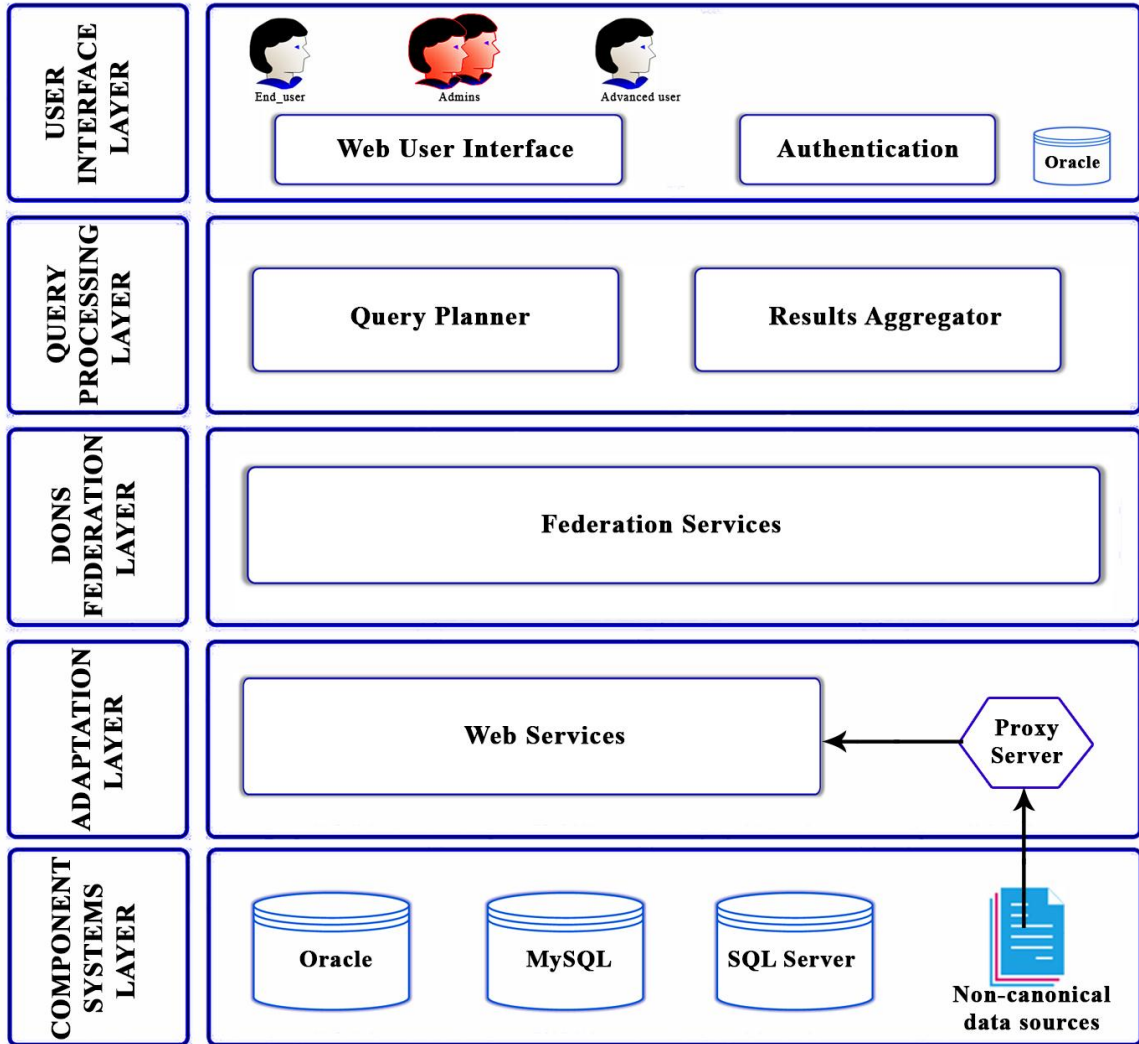 USER
INTERFACE
LAYER
End_user
Admins
Advanced user
Web User Interface
Authentication
Oracle
QUERY
PROCESSING
LAYER
Query Planner
Results Aggregator
DONS
FEDERATION
LAYER
Federation Services
ADAPTATION
LAYER
Web Services
Proxy
Server
COMPONENT
SYSTEMS
LAYER
Oracle
MySQL
SQL Server
Non-canonical
data sources